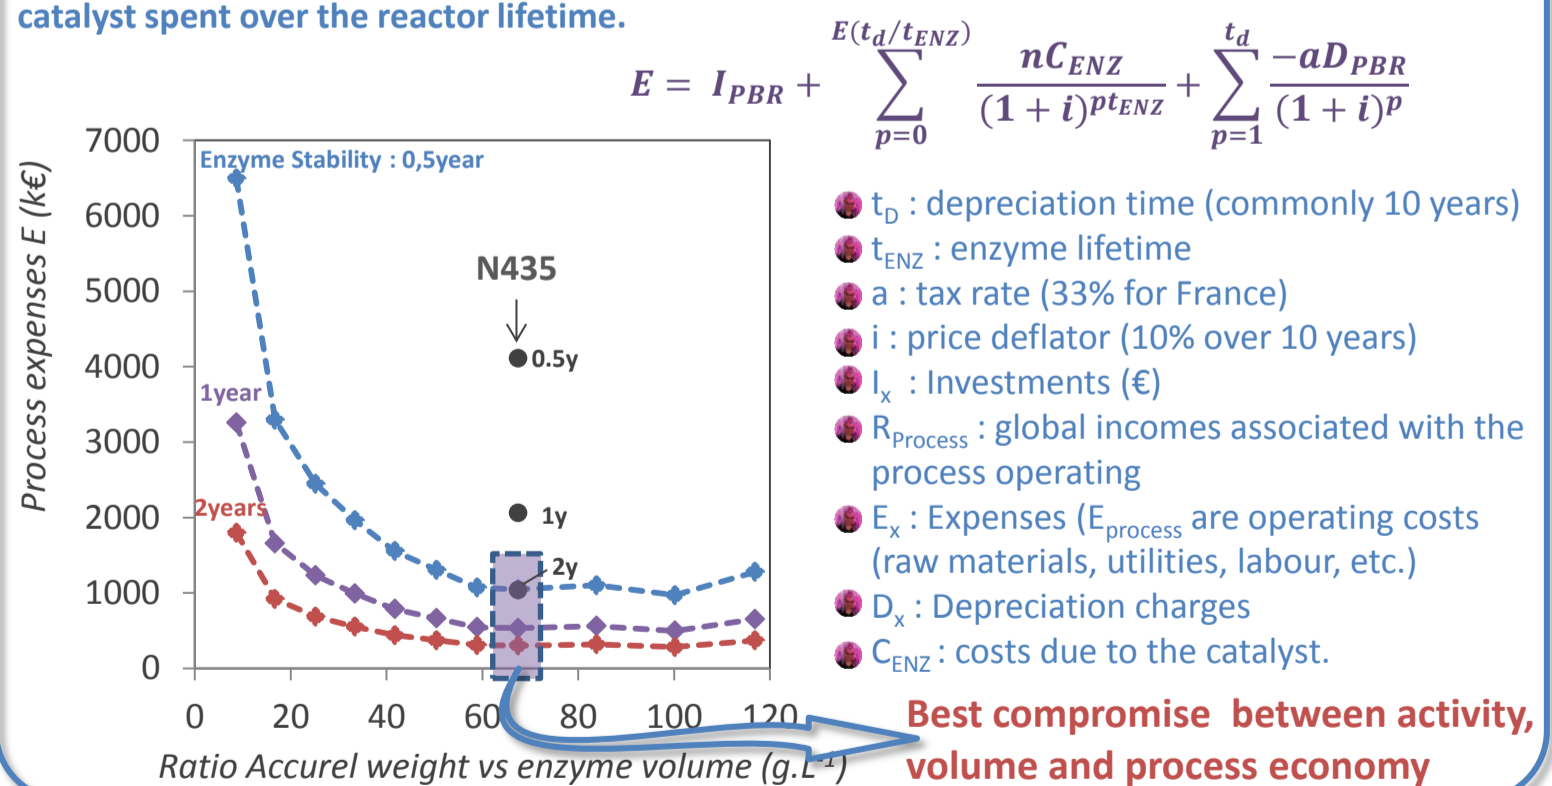 catalyst spent over the reactor lifetime.
E = I_PBR + ∑_{p=0}^{E(t_d/t_ENZ)} nC_ENZ / (1 + i)^{pt_ENZ} + ∑_{p=1}^{t_d} −aD_PBR / (1 + i)^p
Process expenses E (k€)
7000
6000
5000
4000
3000
2000
1000
0
Enzyme Stability : 0,5year
1year
2years
N435
0.5y
1y
2y
0 20 40 60 80 100 120
Ratio Accurel weight vs enzyme volume (g.L⁻¹)
t_D : depreciation time (commonly 10 years)
t_ENZ : enzyme lifetime
a : tax rate (33% for France)
i : price deflator (10% over 10 years)
I_x : Investments (€)
R_Process : global incomes associated with the
process operating
E_x : Expenses (E_process are operating costs
(raw materials, utilities, labour, etc.)
D_x : Depreciation charges
C_ENZ : costs due to the catalyst.
Best compromise between activity,
volume and process economy